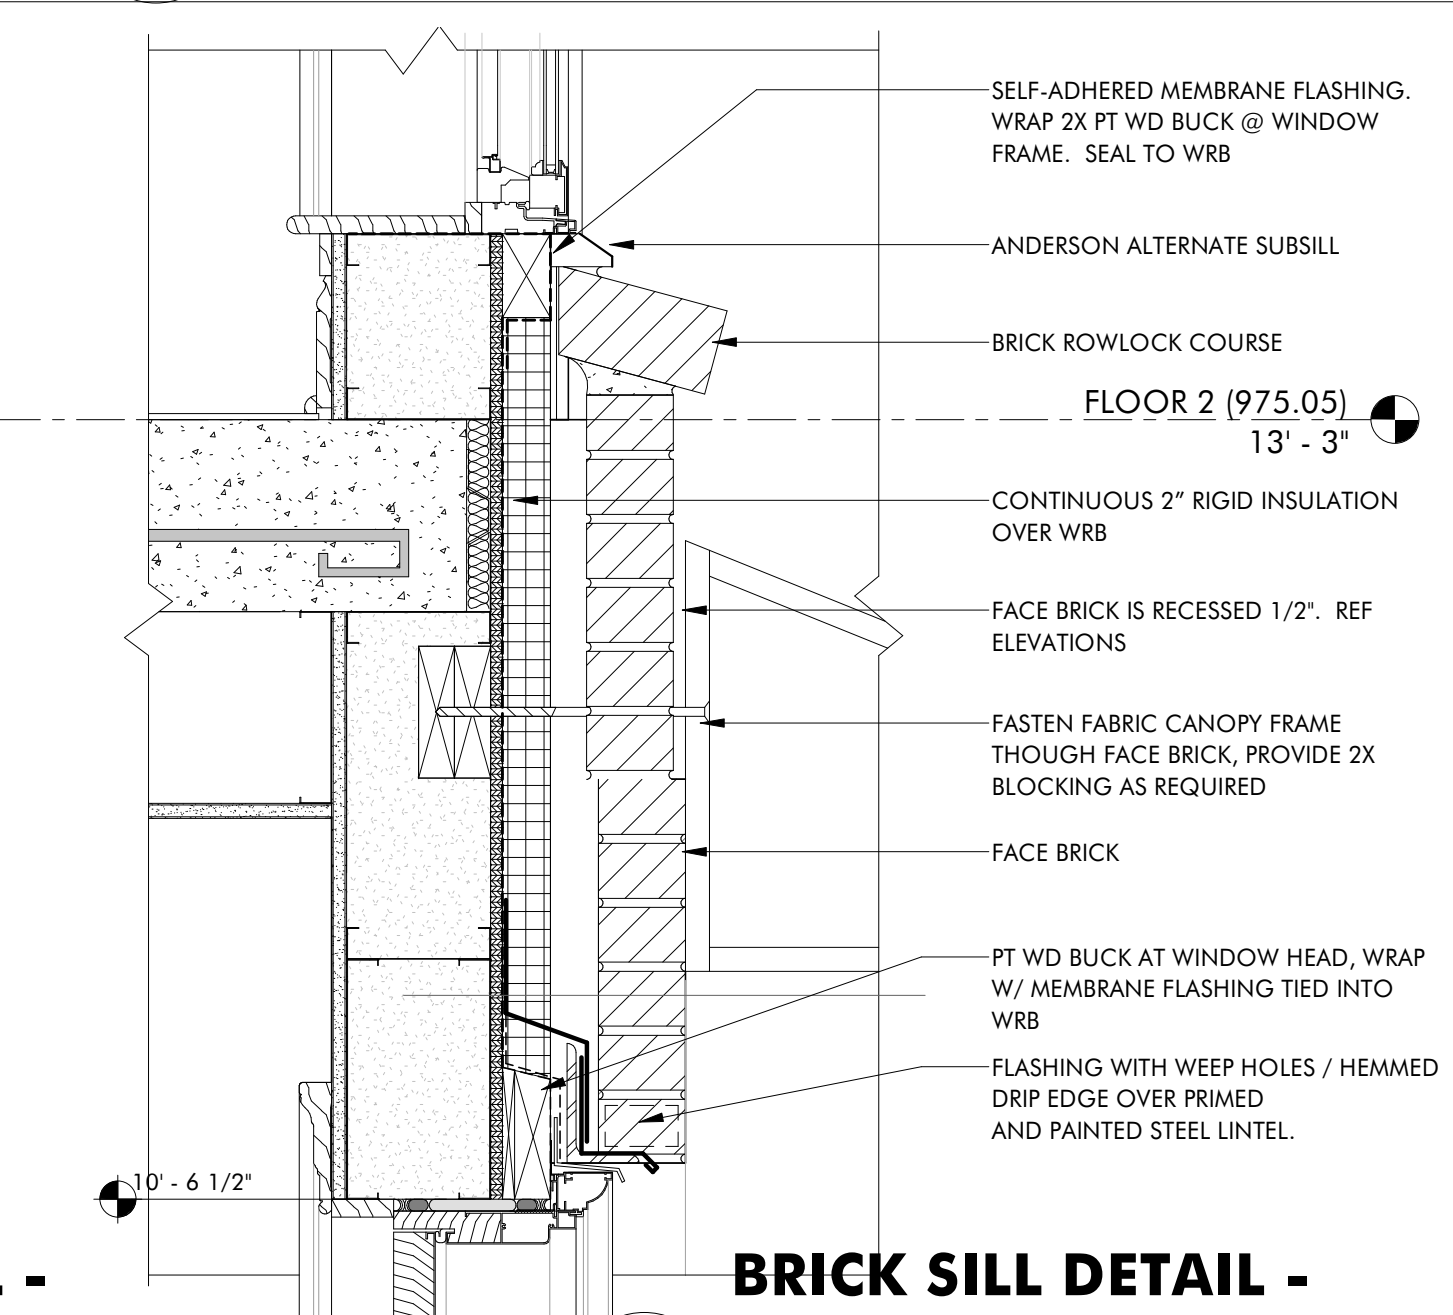 SELF-ADHERED MEMBRANE FLASHING.
WRAP 2X PT WD BUCK @ WINDOW
FRAME. SEAL TO WRB
ANDERSON ALTERNATE SUBSILL
BRICK ROWLOCK COURSE
FLOOR 2 (975.05)
13' - 3"
CONTINUOUS 2" RIGID INSULATION
OVER WRB
FACE BRICK IS RECESSED 1/2". REF
ELEVATIONS
FASTEN FABRIC CANOPY FRAME
THOUGH FACE BRICK, PROVIDE 2X
BLOCKING AS REQUIRED
FACE BRICK
PT WD BUCK AT WINDOW HEAD, WRAP
W/ MEMBRANE FLASHING TIED INTO
WRB
FLASHING WITH WEEP HOLES / HEMMED
DRIP EDGE OVER PRIMED
AND PAINTED STEEL LINTEL.
10' - 6 1/2"
BRICK SILL DETAIL -